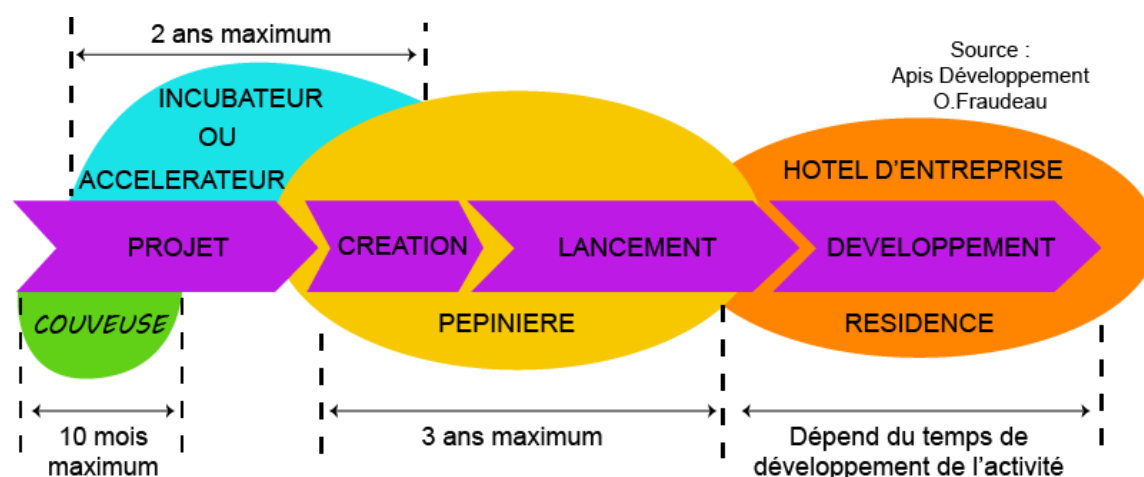 2 ans maximum
Source :
Apis Développement
O.Fraudeau
INCUBATEUR
OU
ACCELERATEUR
HOTEL D'ENTREPRISE
PROJET
CREATION
LANCEMENT
DEVELOPPEMENT
COUVEUSE
PEPINIERE
RESIDENCE
10 mois
maximum
3 ans maximum
Dépend du temps de
développement de l'activité